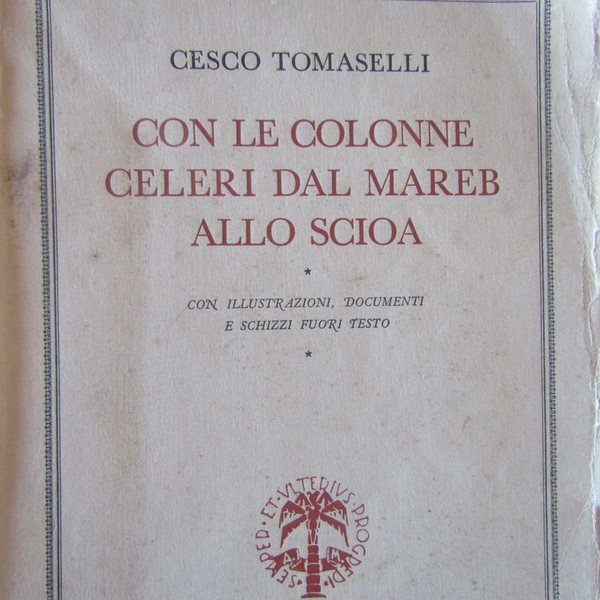 CESCO TOMASELLI
CON LE COLONNE
CELERI DAL MAREB
ALLO SCIOA
*
CON ILLUSTRAZIONI, DOCUMENTI
E SCHIZZI FUORI TESTO
*
SEMPER · ET · VLTERIVS · PROGREDI ·
A M